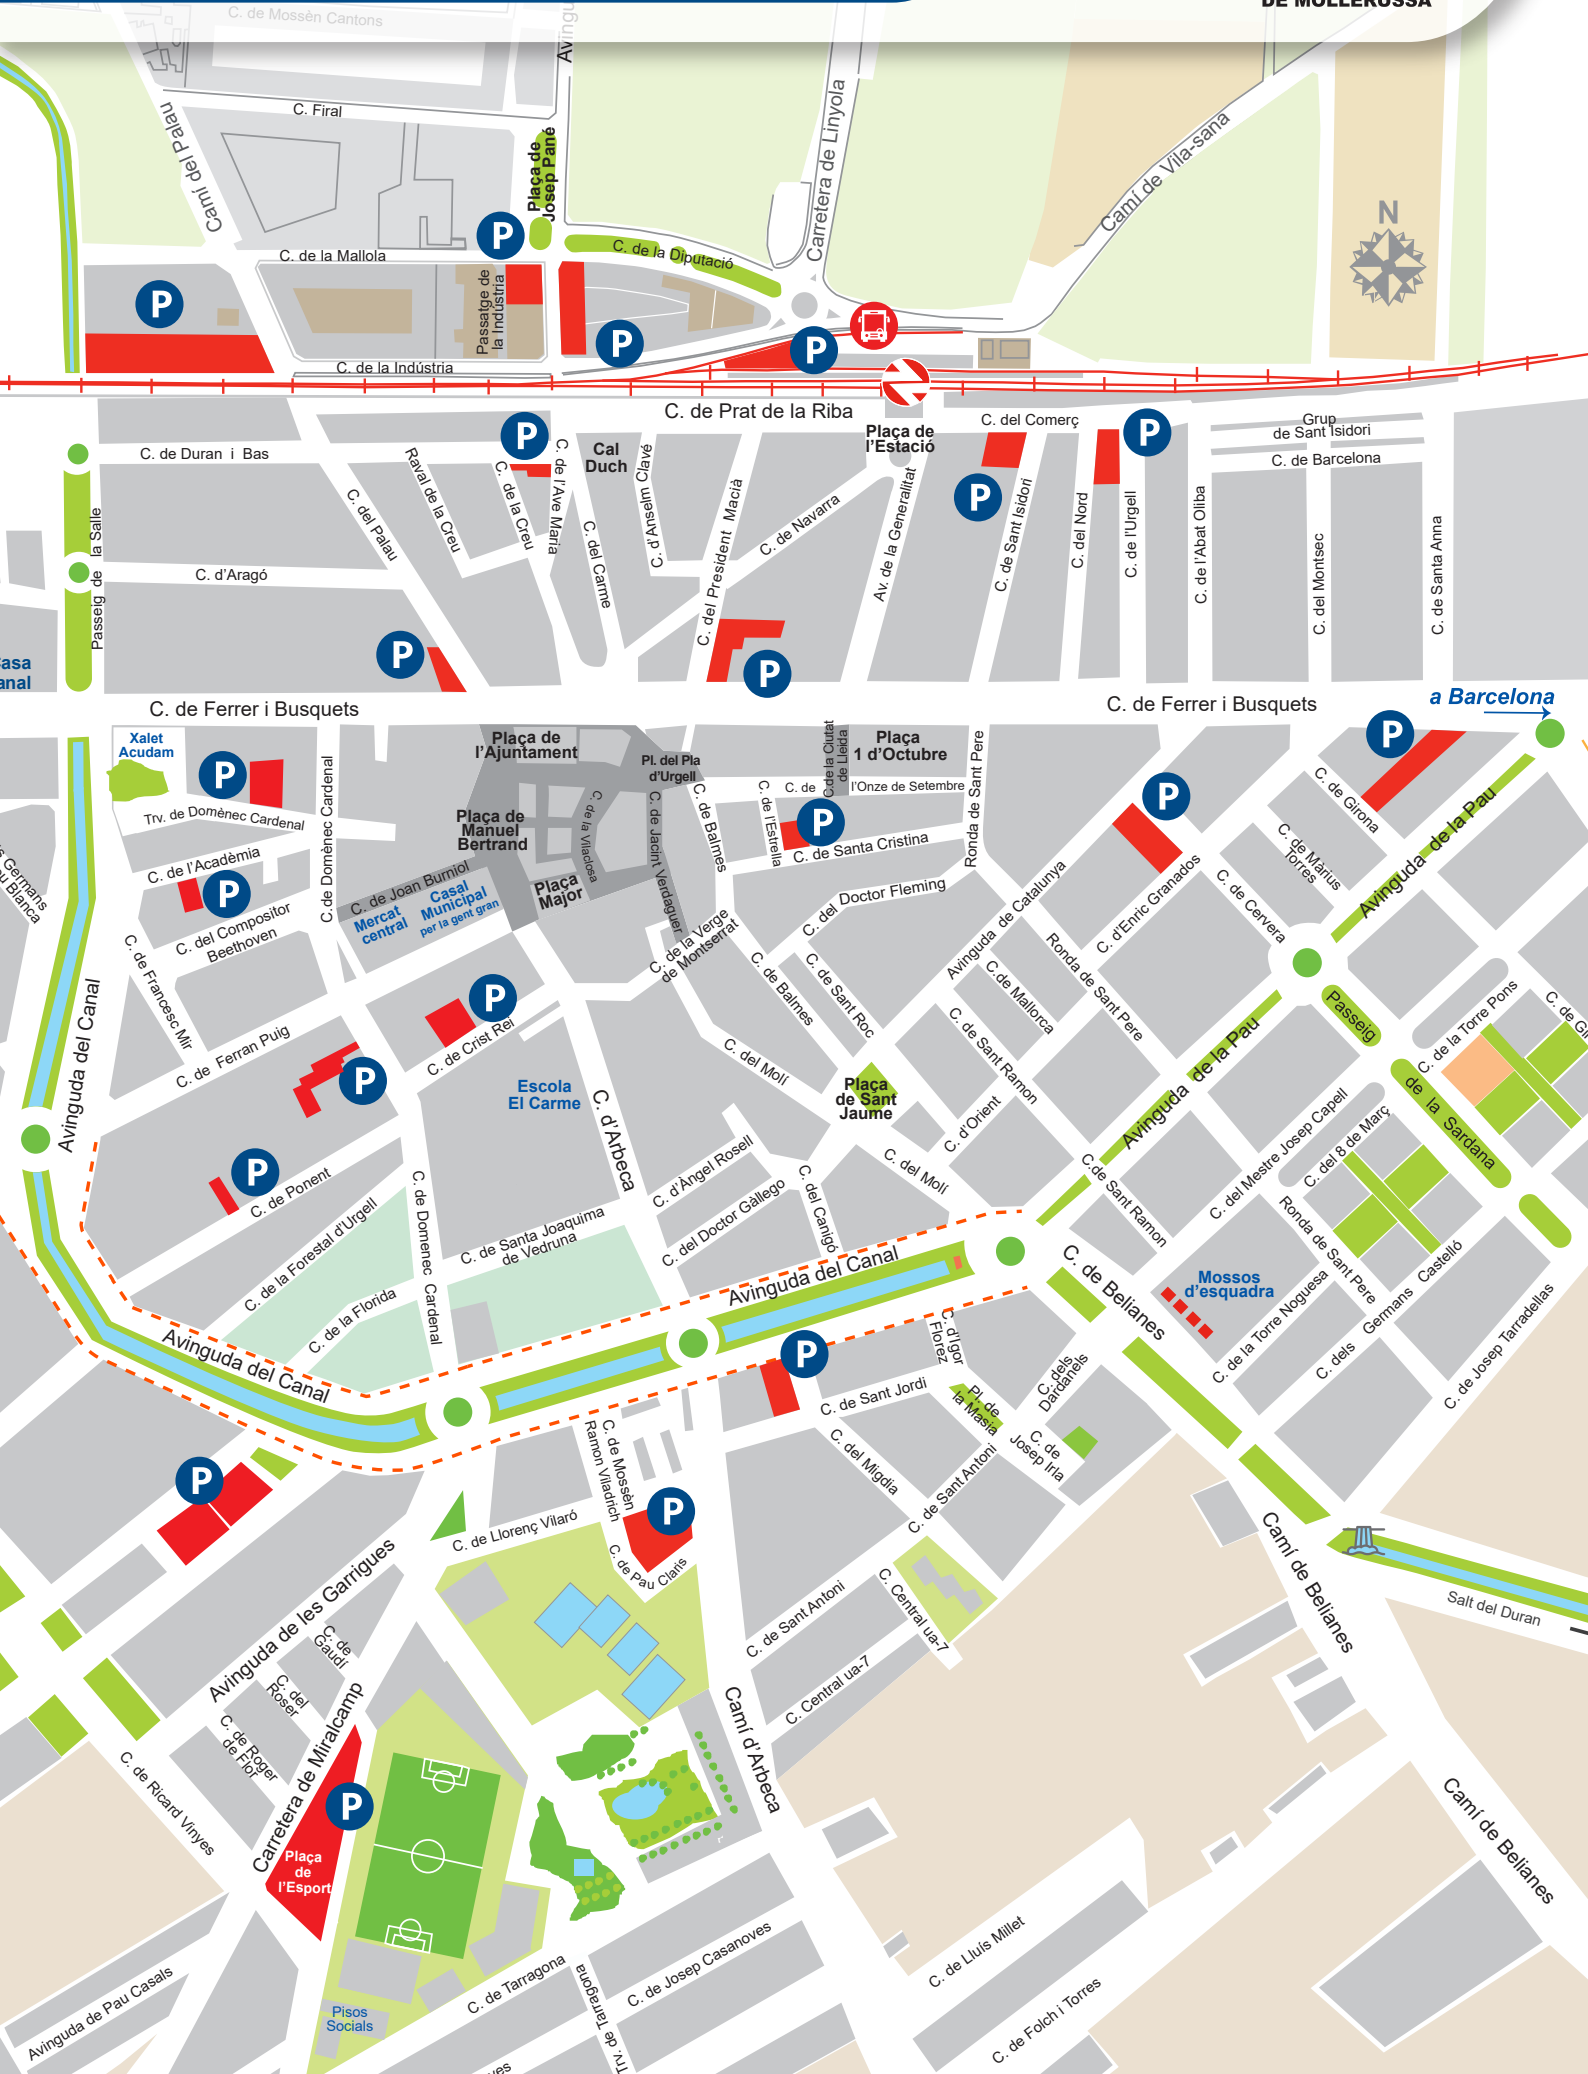 DE MOLLERUSSA
C. de Mossèn Cantons
C. Firal
Camí del Palau
Plaça de
Josep Pané
Carretera de Linyola
Camí de Vila-sana
N
P
C. de la Mallola
C. de la Diputació
P
Passatge de
la Indústria
P
P
C. de la Indústria
C. de Prat de la Riba
C. del Comerç
Plaça de
l'Estació
Grup
de Sant Isidori
C. de Barcelona
P
P
P
C. de Duran i Bas
Cal
Duch
Raval de la Creu
C. de la Creu
C. de l'Ave Maria
C. d'Anselm Clavé
C. del Palau
C. del Carme
C. del President Macià
C. de Navarra
Av. de la Generalitat
C. de Sant Isidori
C. del Nord
C. de l'Urgell
C. de l'Abat Oliba
C. del Montsec
C. de Santa Anna
Passeig de la Salle
C. d'Aragó
P
P
C. de Ferrer i Busquets
C. de Ferrer i Busquets
a Barcelona
Xalet
Acudam
P
Trv. de Domènec Cardenal
C. de l'Acadèmia
P
C. del Compositor
Beethoven
C. de Domènec Cardenal
Plaça de
l'Ajuntament
Plaça de
Manuel
Bertrand
Pl. del Pla
d'Urgell
C. de la Vilaclosa
C. de Jacint Verdaguer
C. de Balmes
C. de la Ciutat
de Lleida
Plaça
1 d'Octubre
C. de l'Onze de Setembre
C. de l'Estrella
P
C. de Santa Cristina
Ronda de Sant Pere
P
P
C. de Girona
C. de Màrius
Torres
Avinguda de la Pau
C. de Joan Burniol
Mercat
central
Casal
Municipal
per la gent gran
Plaça
Major
C. de la Verge
de Montserrat
C. del Doctor Fleming
Avinguda de Catalunya
C. d'Enric Granados
C. de Cervera
C. de Francesc Mir
Avinguda del Canal
C. de Ferran Puig
P
C. de Crist Rei
P
C. de Balmes
C. de Sant Roc
C. de Mallorca
Ronda de Sant Pere
C. de Sant Ramon
Passeig
de la Sardana
C. de la Torre Pons
Escola
El Carme
C. d'Arbeca
C. del Molí
Plaça
de Sant
Jaume
C. d'Orient
C. del Molí
Avinguda de la Pau
C. del Mestre Josep Capell
C. del 8 de Març
P
C. de Ponent
C. de la Forestal d'Urgell
C. de Domenec Cardenal
C. de Santa Joaquima
de Vedruna
C. d'Àngel Rosell
C. del Doctor Gàllego
C. del Canigó
C. de Sant Ramon
Ronda de Sant Pere
C. de la Florida
Avinguda del Canal
Avinguda del Canal
C. de Belianes
Mossos
d'esquadra
C. de la Torre Noguesa
C. dels Germans Castelló
C. de Josep Tarradellas
P
C. d'Igor
Florez
C. de Sant Jordi
Pl. de
la Masia
C. dels
Dardanels
C. de
Josep Irla
C. del Migdia
C. de Sant Antoni
P
C. de Mossèn
Ramon Viladrich
P
C. de Llorenç Vilaró
C. de Pau Claris
Avinguda de les Garrigues
C. de Sant Antoni
C. Central ua-7
C. Central ua-7
Camí de Belianes
Salt del Duran
C. de
Gaudí
C. del
Roser
C. de Roger
de Flor
C. de Ricard Vinyes
Carretera de Miralcamp
P
Plaça
de
l'Esport
Camí d'Arbeca
Camí de Belianes
Avinguda de Pau Casals
Pisos
Socials
C. de Tarragona
Trv. de Tarragona
C. de Josep Casanoves
C. de Lluís Millet
C. de Folch i Torres